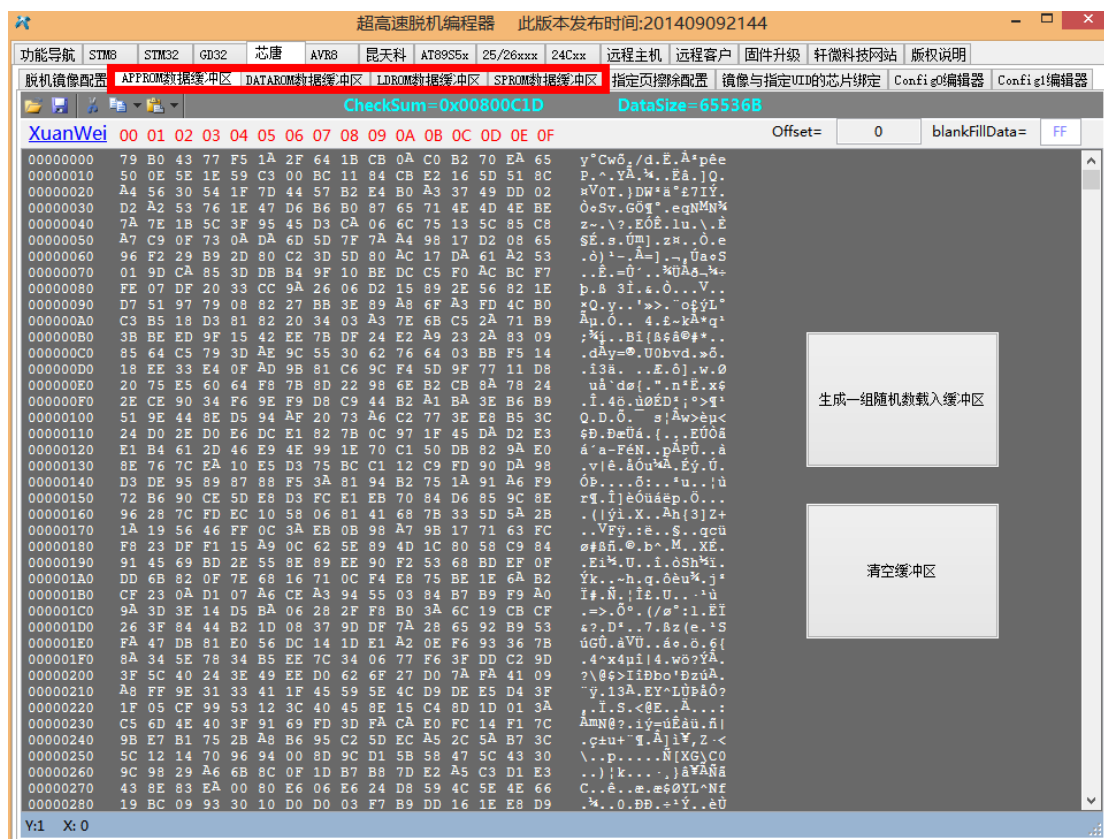 超高速脱机编程器 此版本发布时间:201409092144
功能导航 STM8 STM32 GD32 芯唐 AVR8 昆天科 AT89S5x 25/26xxx 24Cxx 远程主机 远程客户 固件升级 轩微科技网站 版权说明
脱机镜像配置 APPROM数据缓冲区 DATAROM数据缓冲区 LDROM数据缓冲区 SPROM数据缓冲区 指定页擦除配置 镜像与指定UID的芯片绑定 Config0编辑器 Config1编辑器
CheckSum=0x00800C1D DataSize=65536B
XuanWei 00 01 02 03 04 05 06 07 08 09 0A 0B 0C 0D 0E 0F Offset= 0 blankFillData= FF
00000000 79 B0 43 77 F5 1A 2F 64 1B CB 0A C0 B2 70 EA 65
00000010 50 0E 5E 1E 59 C3 00 BC 11 84 CB E2 16 5D 51 8C
00000020 A4 56 30 54 1F 7D 44 57 B2 E4 B0 A3 37 49 DD 02
00000030 D2 A2 53 76 1E 47 D6 B6 B0 87 65 71 4E 4D 4E BE
00000040 7A 7E 1B 5C 3F 95 45 D3 CA 06 6C 75 13 5C 85 C8
00000050 A7 C9 0F 73 0A DA 6D 5D 7F 7A A4 98 17 D2 08 65
00000060 96 F2 29 B9 2D 80 C2 3D 5D 80 AC 17 DA 61 A2 53
00000070 01 9D CA 85 3D DB B4 9F 10 BE DC C5 F0 AC BC F7
00000080 FE 07 DF 20 33 CC 9A 26 06 D2 15 89 2E 56 82 1E
00000090 D7 51 97 79 08 82 27 BB 3E 89 A8 6F A3 FD 4C B0
000000A0 C3 B5 18 D3 81 82 20 34 03 A3 7E 6B C5 2A 71 B9
000000B0 3B BE ED 9F 15 42 EE 7B DF 24 E2 A9 23 2A 83 09
000000C0 85 64 C5 79 3D AE 9C 55 30 62 76 64 03 BB F5 14
000000D0 18 EE 33 E4 0F AD 9B 81 C6 9C F4 5D 9F 77 11 D8
000000E0 20 75 E5 60 64 F8 7B 8D 22 98 6E B2 CB 8A 78 24
000000F0 2E CE 90 34 F6 9E F9 D8 C9 44 B2 A1 BA 3E B6 B9
00000100 51 9E 44 8E D5 94 AF 20 73 A6 C2 77 3E E8 B5 3C
00000110 24 D0 2E D0 E6 DC E1 82 7B 0C 97 1F 45 DA D2 E3
00000120 E1 B4 61 2D 46 E9 4E 99 1E 70 C1 50 DB 82 9A E0
00000130 8E 76 7C EA 10 E5 D3 75 BC C1 12 C9 FD 90 DA 98
00000140 D3 DE 95 89 87 88 F5 3A 81 94 B2 75 1A 91 A6 F9
00000150 72 B6 90 CE 5D E8 D3 FC E1 EB 70 84 D6 85 9C 8E
00000160 96 28 7C FD EC 10 58 06 81 41 68 7B 33 5D 5A 2B
00000170 1A 19 56 46 FF 0C 3A EB 0B 98 A7 9B 17 71 63 FC
00000180 F8 23 DF F1 15 A9 0C 62 5E 89 4D 1C 80 58 C9 84
00000190 91 45 69 BD 2E 55 8E 89 EE 90 F2 53 68 BD EF 0F
000001A0 DD 6B 82 0F 7E 68 16 71 0C F4 E8 75 BE 1E 6A B2
000001B0 CF 23 0A D1 07 A6 CE A3 94 55 03 84 B7 B9 F9 A0
000001C0 9A 3D 3E 14 D5 BA 06 28 2F F8 B0 3A 6C 19 CB CF
000001D0 26 3F 84 44 B2 1D 08 37 9D DF 7A 28 65 92 B9 53
000001E0 FA 47 DB 81 E0 56 DC 14 1D E1 A2 0E F6 93 36 7B
000001F0 8A 34 5E 78 34 B5 EE 7C 34 06 77 F6 3F DD C2 9D
00000200 3F 5C 40 24 3E 49 EE D0 62 6F 27 D0 7A FA 41 09
00000210 A8 FF 9E 31 33 41 1F 45 59 5E 4C D9 DE E5 D4 3F
00000220 1F 05 CF 99 53 12 3C 40 45 8E 15 C4 8D 1D 01 3A
00000230 C5 6D 4E 40 3F 91 69 FD 3D FA CA E0 FC 14 F1 7C
00000240 9B E7 B1 75 2B A8 B6 95 C2 5D EC A5 2C 5A B7 3C
00000250 5C 12 14 70 96 94 00 8D 9C D1 5B 58 47 5C 43 30
00000260 9C 98 29 A6 6B 8C 0F 1D B7 B8 7D E2 A5 C3 D1 E3
00000270 43 8E 83 EA 00 80 E6 06 E6 24 D8 59 4C 5E 4E 66
00000280 19 BC 09 93 30 10 D0 D0 03 F7 B9 DD 16 1E E8 D9
生成一组随机数载入缓冲区
清空缓冲区
Y:1 X:0